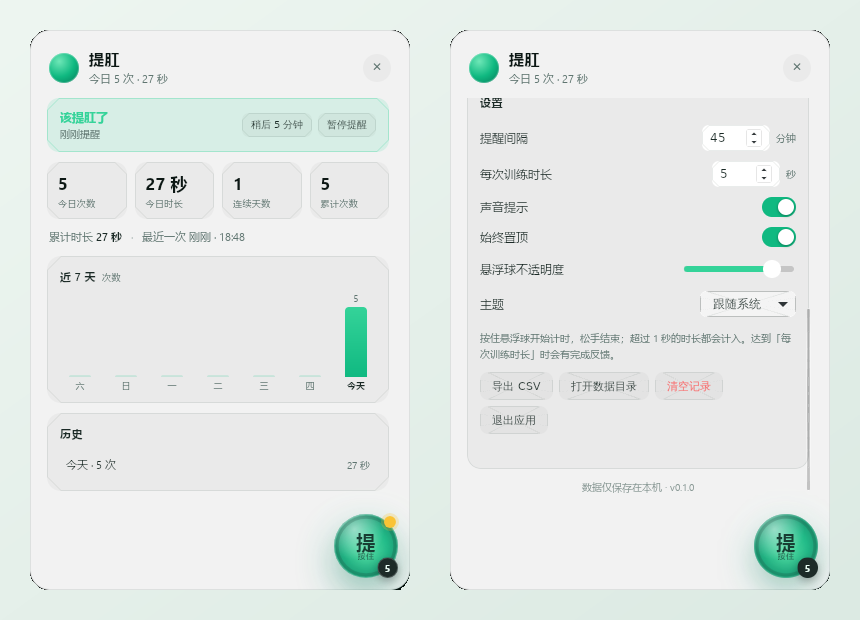 提肛
今日 5 次 · 27 秒
×
该提肛了
刚刚提醒
稍后 5 分钟
暂停提醒
5
今日次数
27 秒
今日时长
1
连续天数
5
累计次数
累计时长 27 秒 · 最近一次 刚刚 · 18:48
近 7 天 次数
5
六 日 一 二 三 四 今天
历史
今天 · 5 次 27 秒
提
按住
5
提肛
今日 5 次 · 27 秒
×
设置
提醒间隔 45 分钟
每次训练时长 5 秒
声音提示
始终置顶
悬浮球不透明度
主题 跟随系统
按住悬浮球开始计时，松手结束；超过 1 秒的时长都会计入。达到「每
次训练时长」时会有完成反馈。
导出 CSV 打开数据目录 清空记录
退出应用
数据仅保存在本机 · v0.1.0
提
按住
5